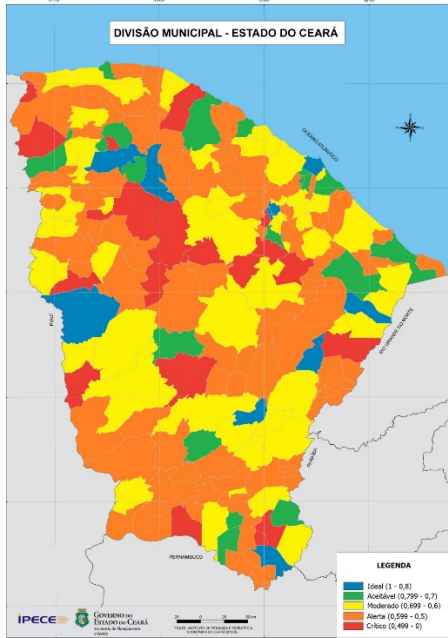 DIVISÃO MUNICIPAL - ESTADO DO CEARÁ
OCEANO ATLÂNTICO
PIAUÍ
RIO GRANDE DO NORTE
PARAÍBA
PERNAMBUCO
LEGENDA
Ideal (1 - 0,8)
Aceitável (0,799 - 0,7)
Moderado (0,699 - 0,6)
Alerta (0,599 - 0,5)
Crítico (0,499 - 0)
IPECE
GOVERNO DO
ESTADO DO CEARÁ